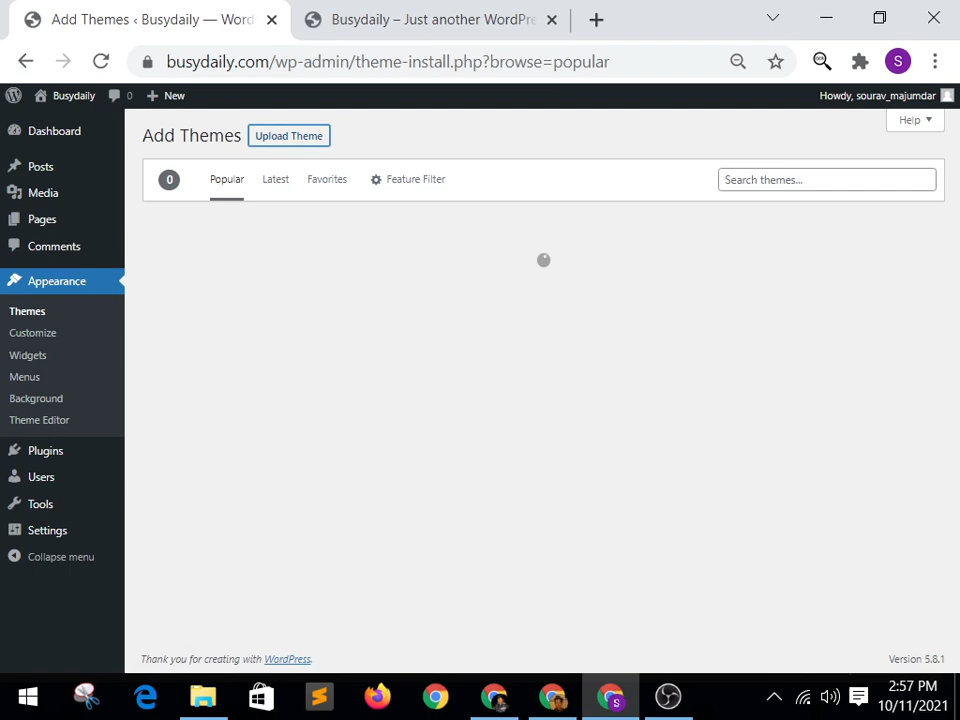 Add Themes ‹ Busydaily — Word
Busydaily – Just another WordPre
busydaily.com/wp-admin/theme-install.php?browse=popular
S
Busydaily
0
New
Howdy, sourav_majumdar
Dashboard
Posts
Media
Pages
Comments
Appearance
Themes
Customize
Widgets
Menus
Background
Theme Editor
Plugins
Users
Tools
Settings
Collapse menu
Help
Add Themes
Upload Theme
0
Popular
Latest
Favorites
Feature Filter
Search themes...
Thank you for creating with WordPress.
Version 5.8.1
S
2:57 PM
10/11/2021